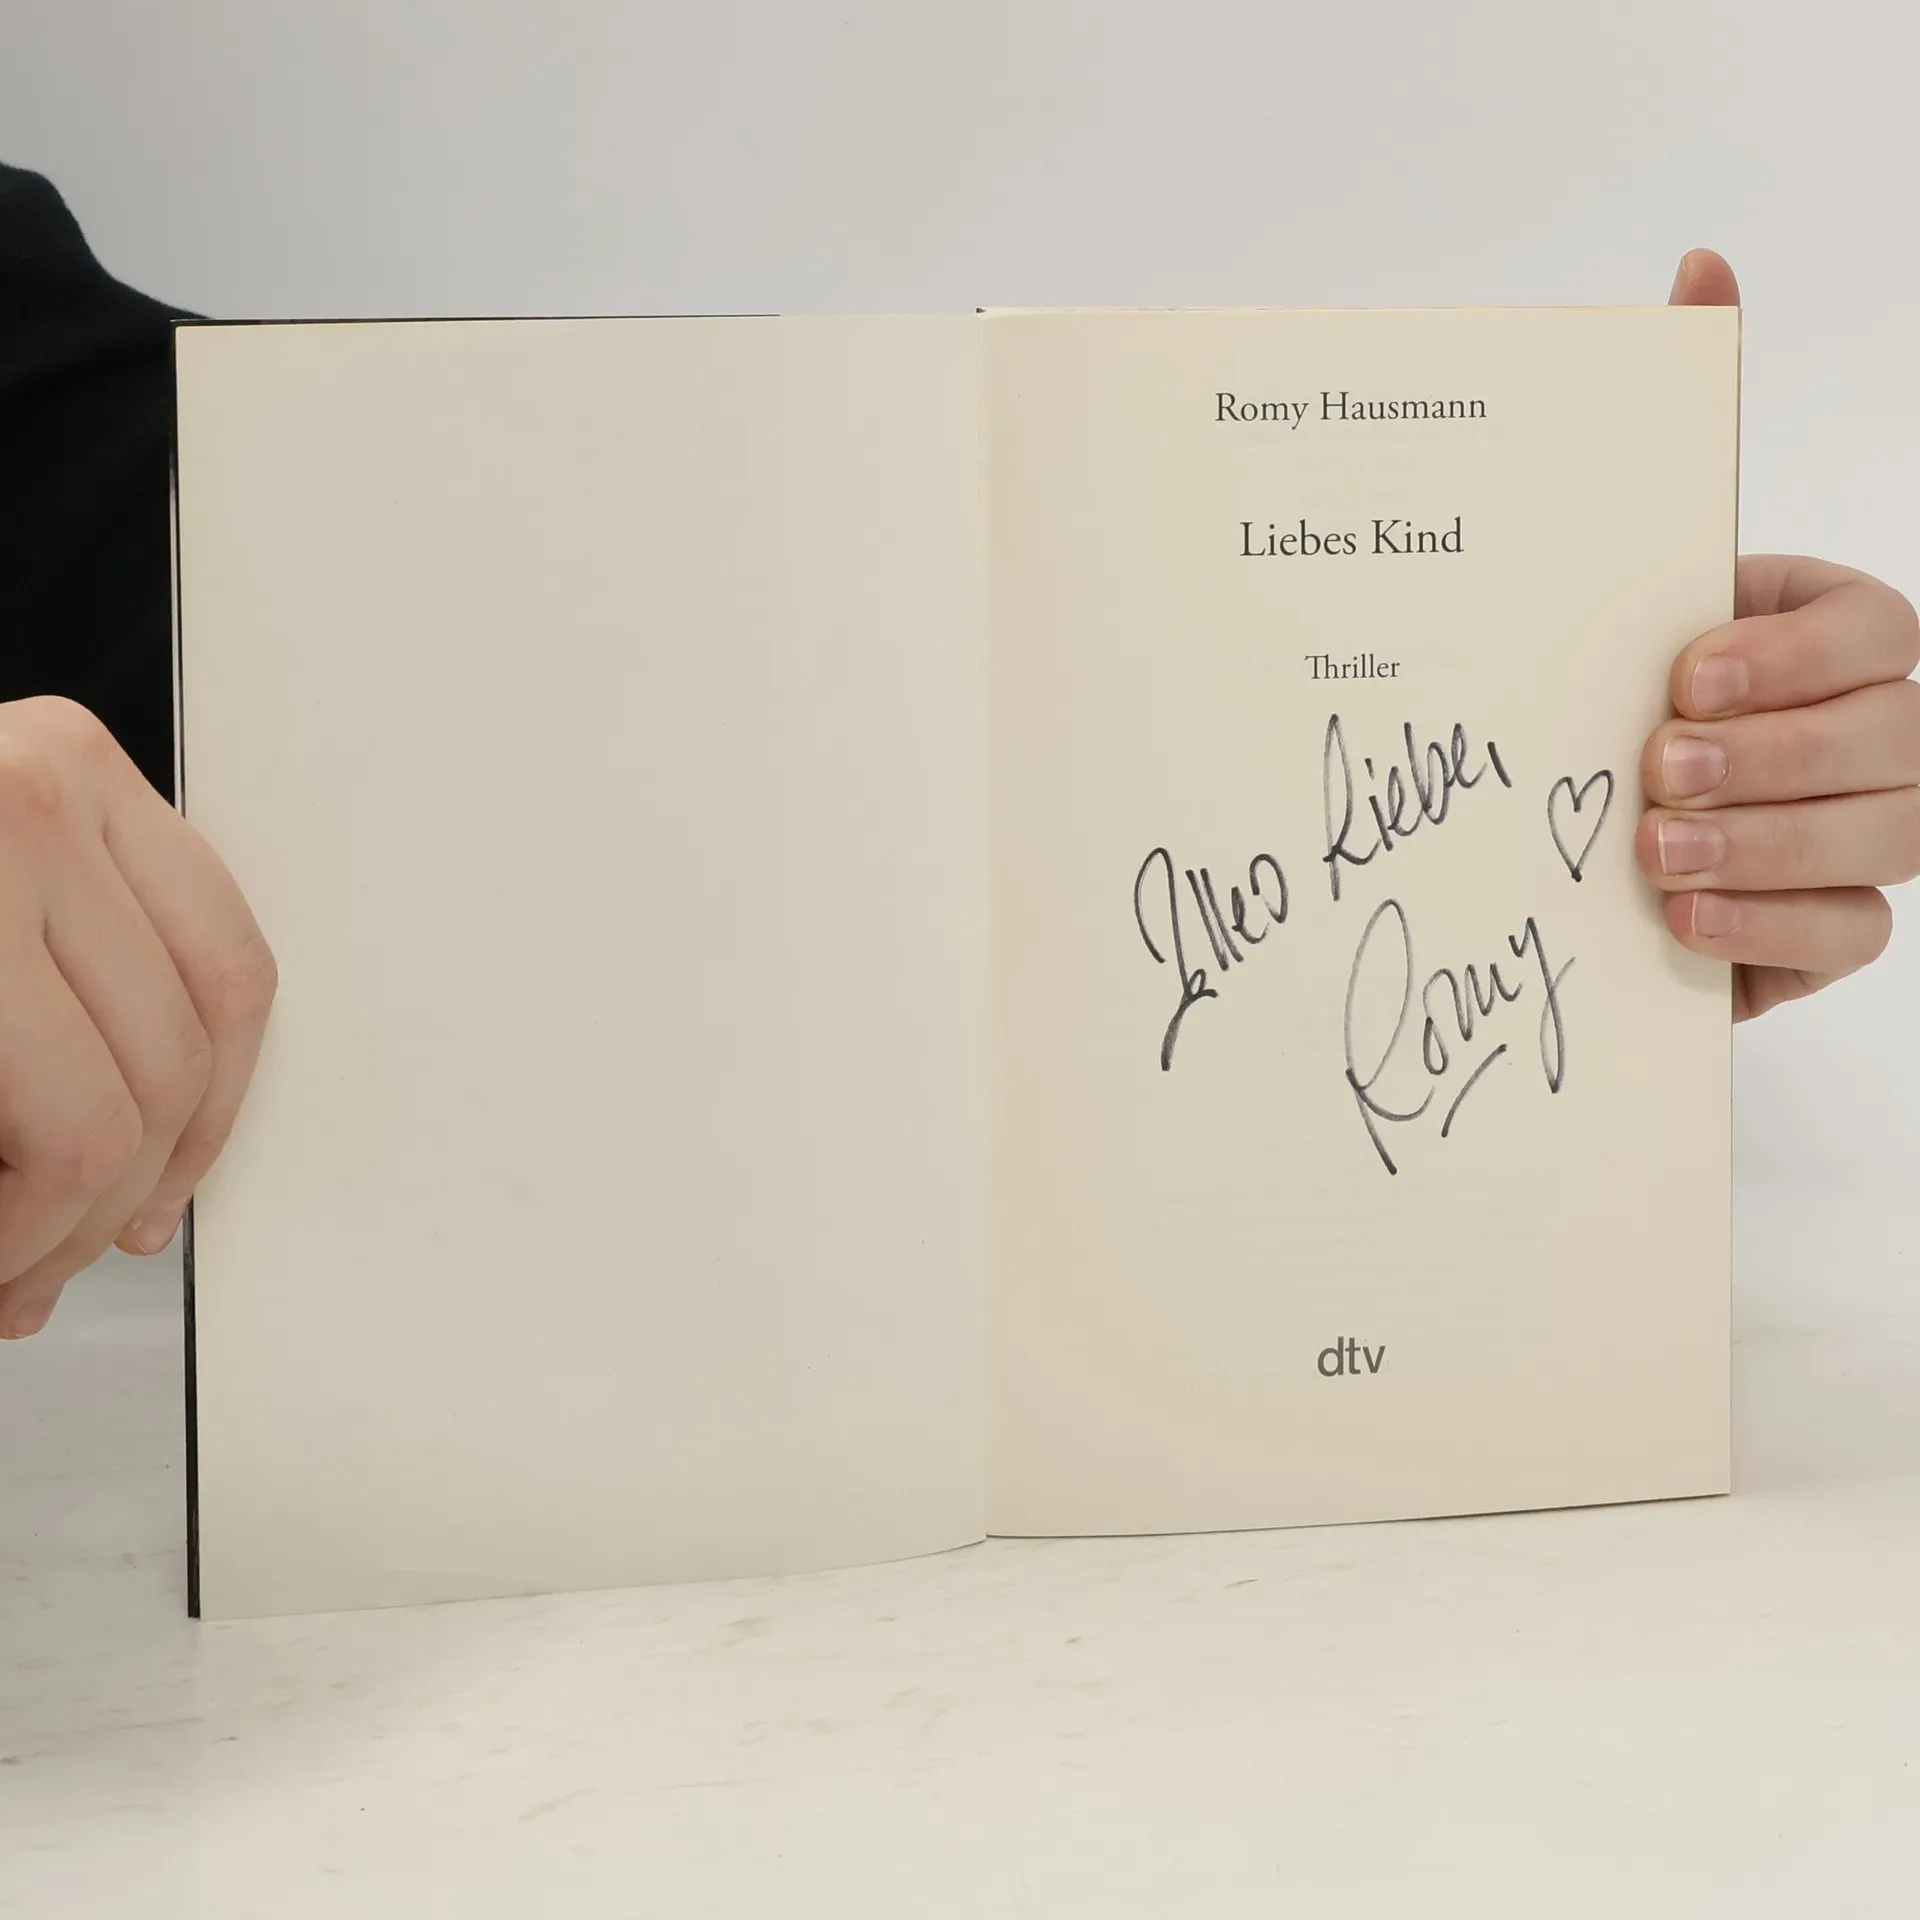 Romy Hausmann
Liebes Kind
Thriller
Alles Liebe,
Romy
dtv